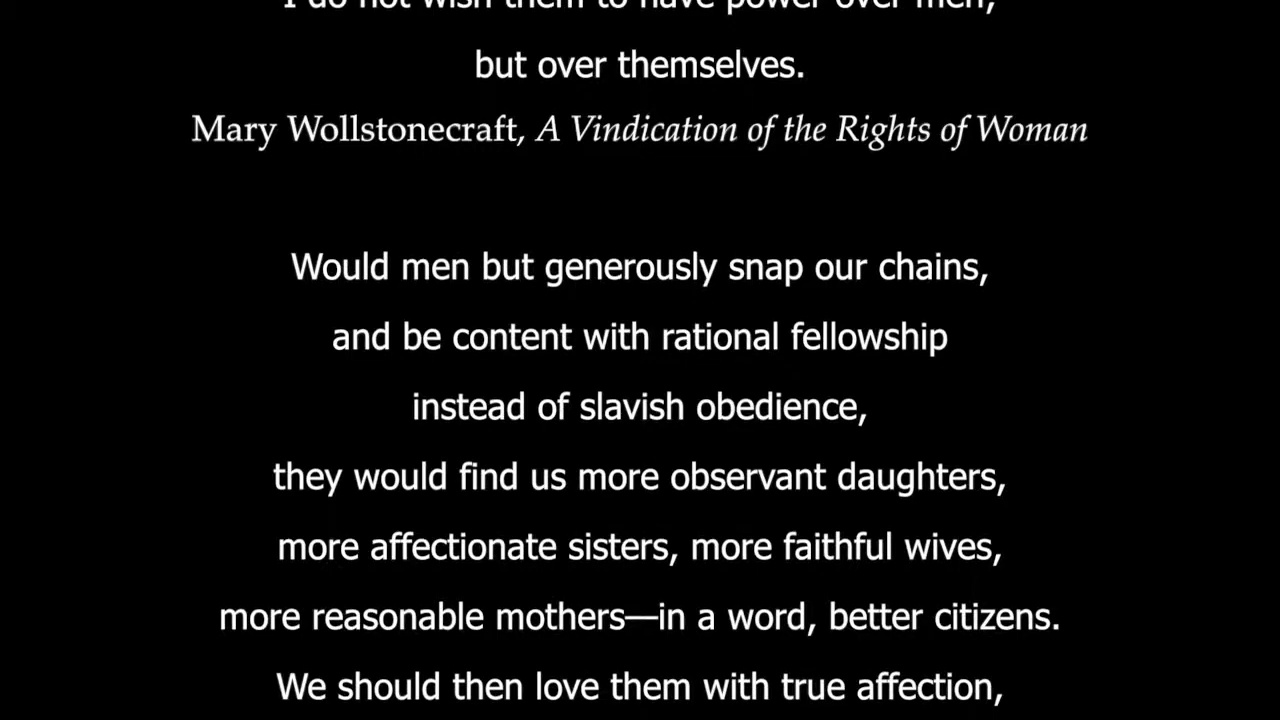 I do not wish them to have power over men,
but over themselves.
Mary Wollstonecraft, A Vindication of the Rights of Woman
Would men but generously snap our chains,
and be content with rational fellowship
instead of slavish obedience,
they would find us more observant daughters,
more affectionate sisters, more faithful wives,
more reasonable mothers—in a word, better citizens.
We should then love them with true affection,